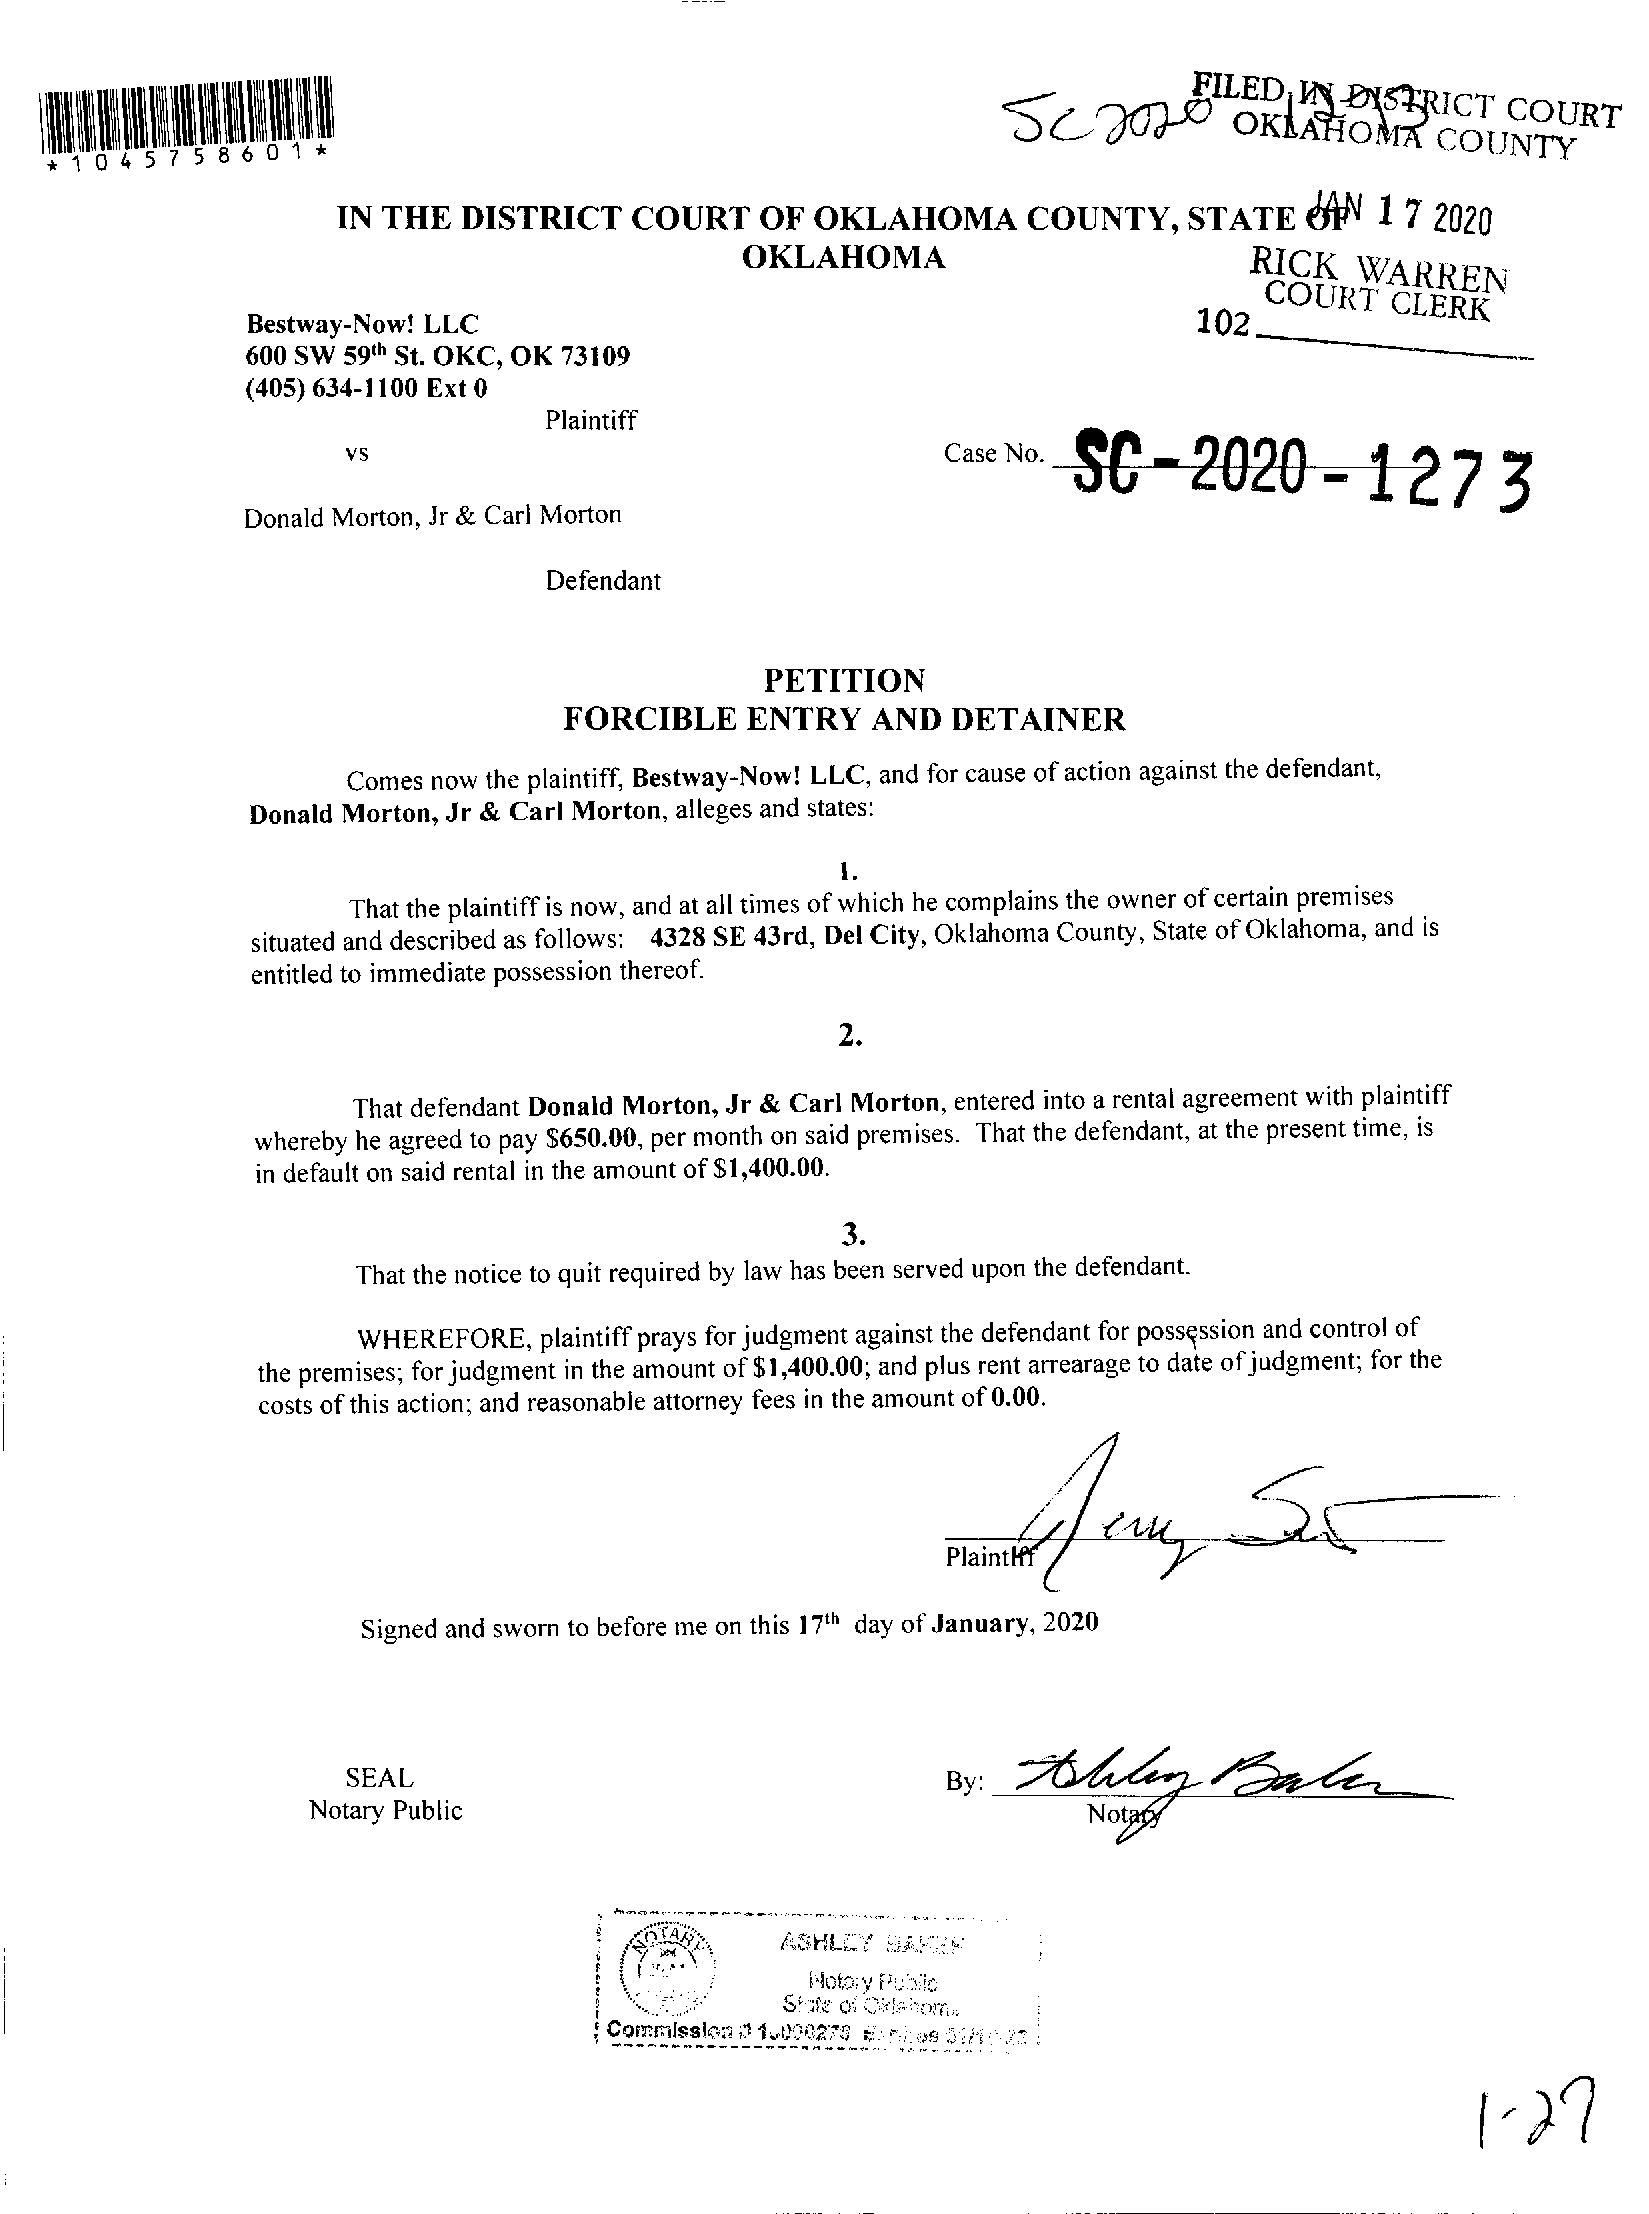 *1045758601*
SC 2020 1273
FILED IN DISTRICT COURT
OKLAHOMA COUNTY
JAN 17 2020
RICK WARREN
COURT CLERK
102
IN THE DISTRICT COURT OF OKLAHOMA COUNTY, STATE OF
OKLAHOMA
Bestway-Now! LLC
600 SW 59th St. OKC, OK 73109
(405) 634-1100 Ext 0
Plaintiff
vs
Case No. SC-2020-1273
Donald Morton, Jr & Carl Morton
Defendant
PETITION
FORCIBLE ENTRY AND DETAINER
Comes now the plaintiff, Bestway-Now! LLC, and for cause of action against the defendant,
Donald Morton, Jr & Carl Morton, alleges and states:
1.
That the plaintiff is now, and at all times of which he complains the owner of certain premises
situated and described as follows: 4328 SE 43rd, Del City, Oklahoma County, State of Oklahoma, and is
entitled to immediate possession thereof.
2.
That defendant Donald Morton, Jr & Carl Morton, entered into a rental agreement with plaintiff
whereby he agreed to pay $650.00, per month on said premises. That the defendant, at the present time, is
in default on said rental in the amount of $1,400.00.
3.
That the notice to quit required by law has been served upon the defendant.
WHEREFORE, plaintiff prays for judgment against the defendant for possession and control of
the premises; for judgment in the amount of $1,400.00; and plus rent arrearage to date of judgment; for the
costs of this action; and reasonable attorney fees in the amount of 0.00.
Plaintiff
Signed and sworn to before me on this 17th day of January, 2020
SEAL
Notary Public
By: Ashley Baker
Notary
NOTARY
ASHLEY BAKER
Notary Public
State of Oklahoma
Commission #
1-27